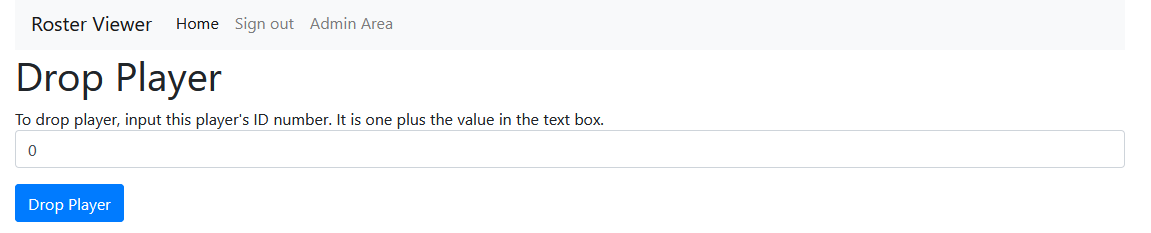 Roster Viewer Home Sign out Admin Area
Drop Player
To drop player, input this player's ID number. It is one plus the value in the text box.
0
Drop Player